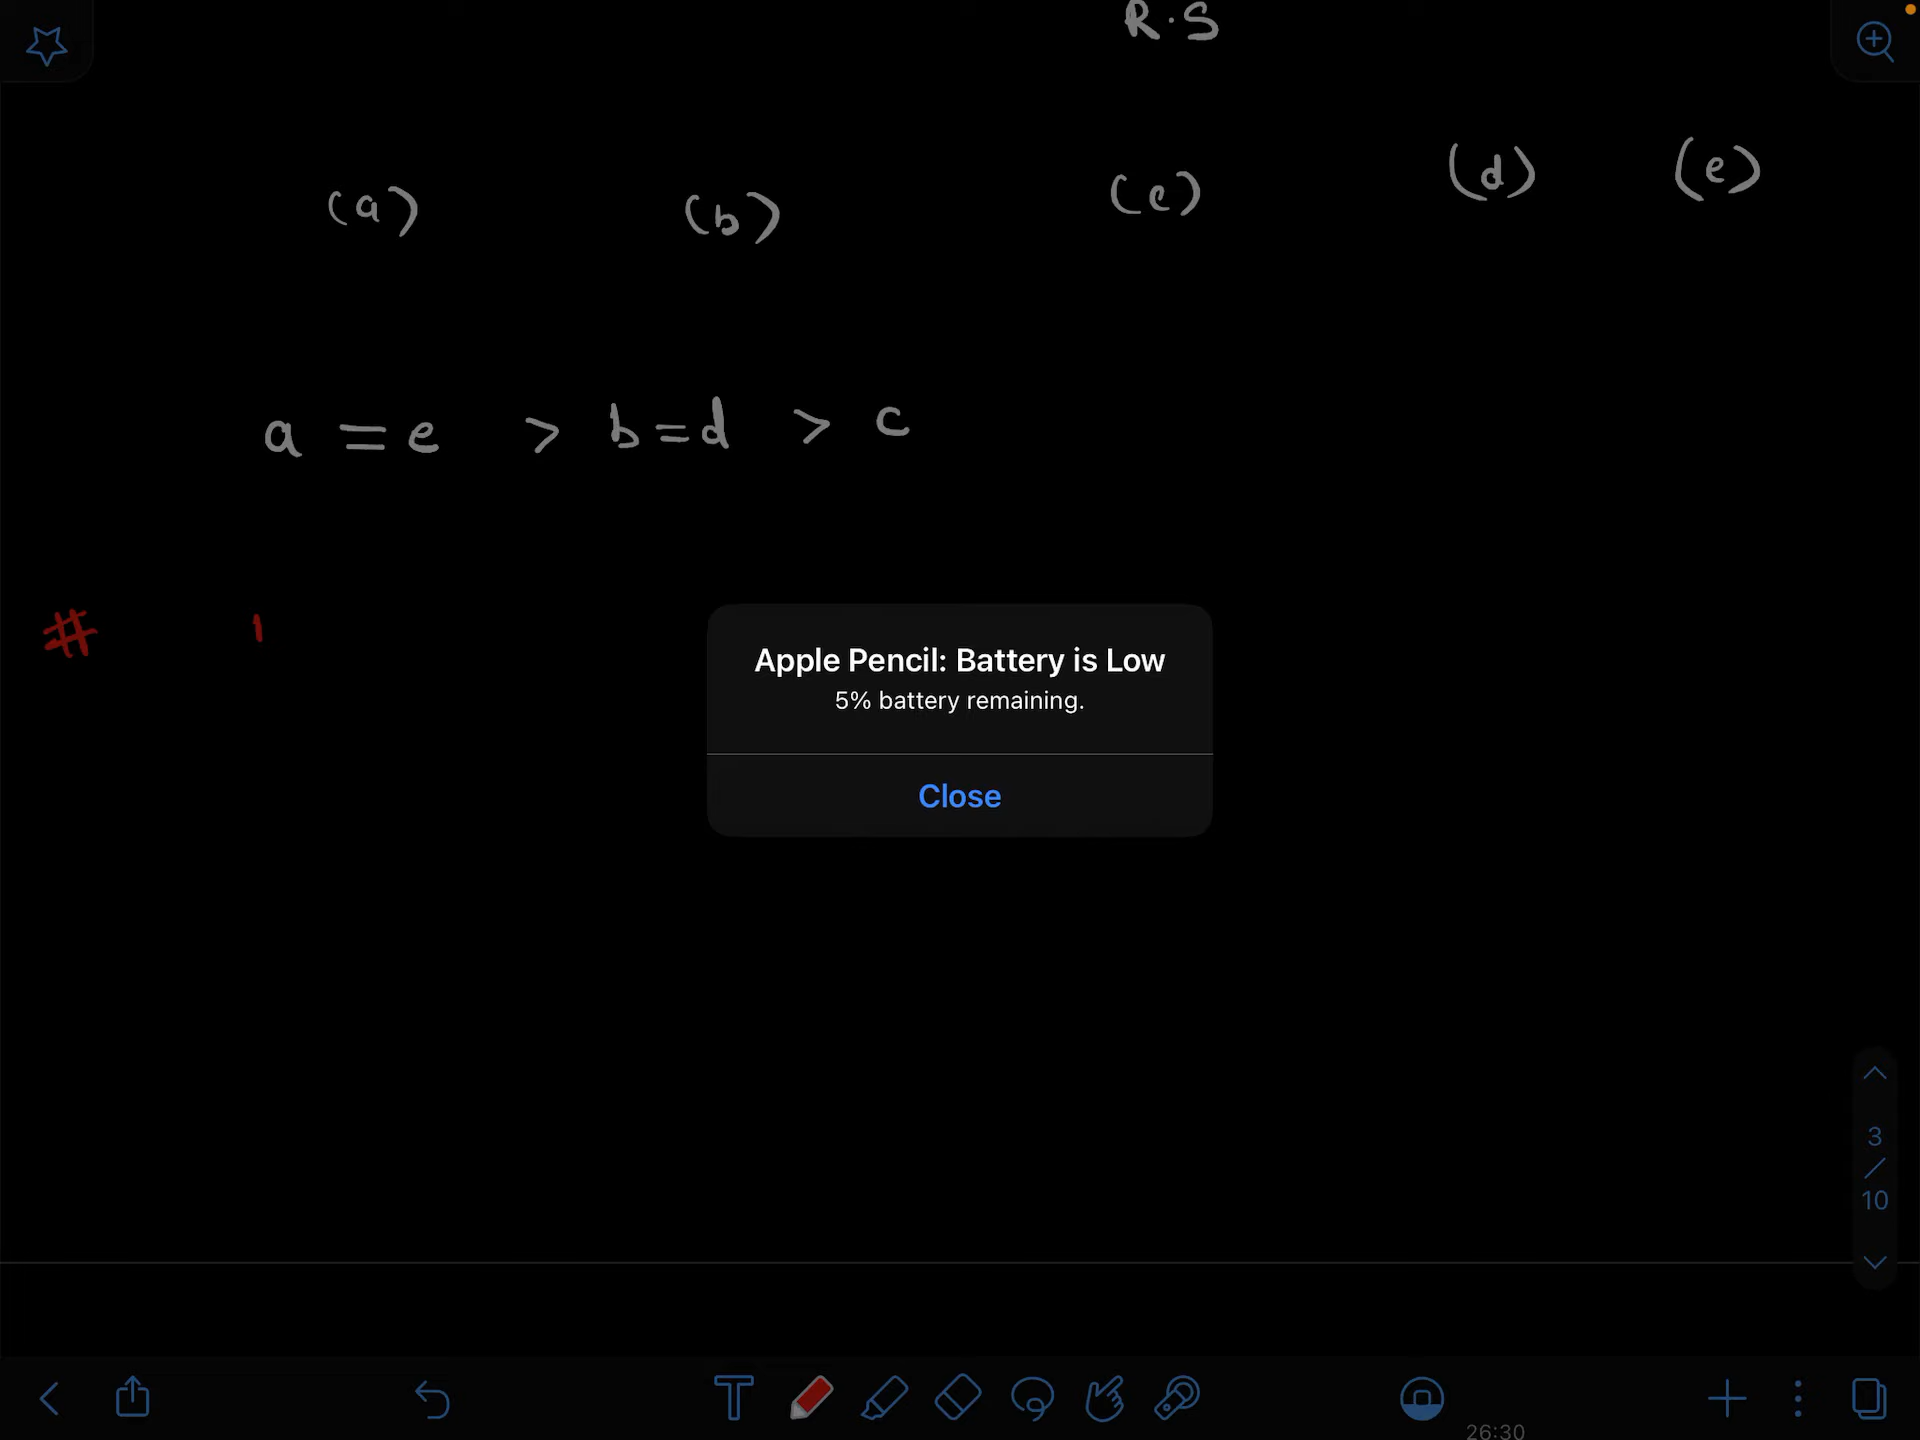 R.S
(a) (b) (c) (d) (e)
a = e > b = d > c
# 1
Apple Pencil: Battery is Low
5% battery remaining.
Close
3
/
10
T
26:30